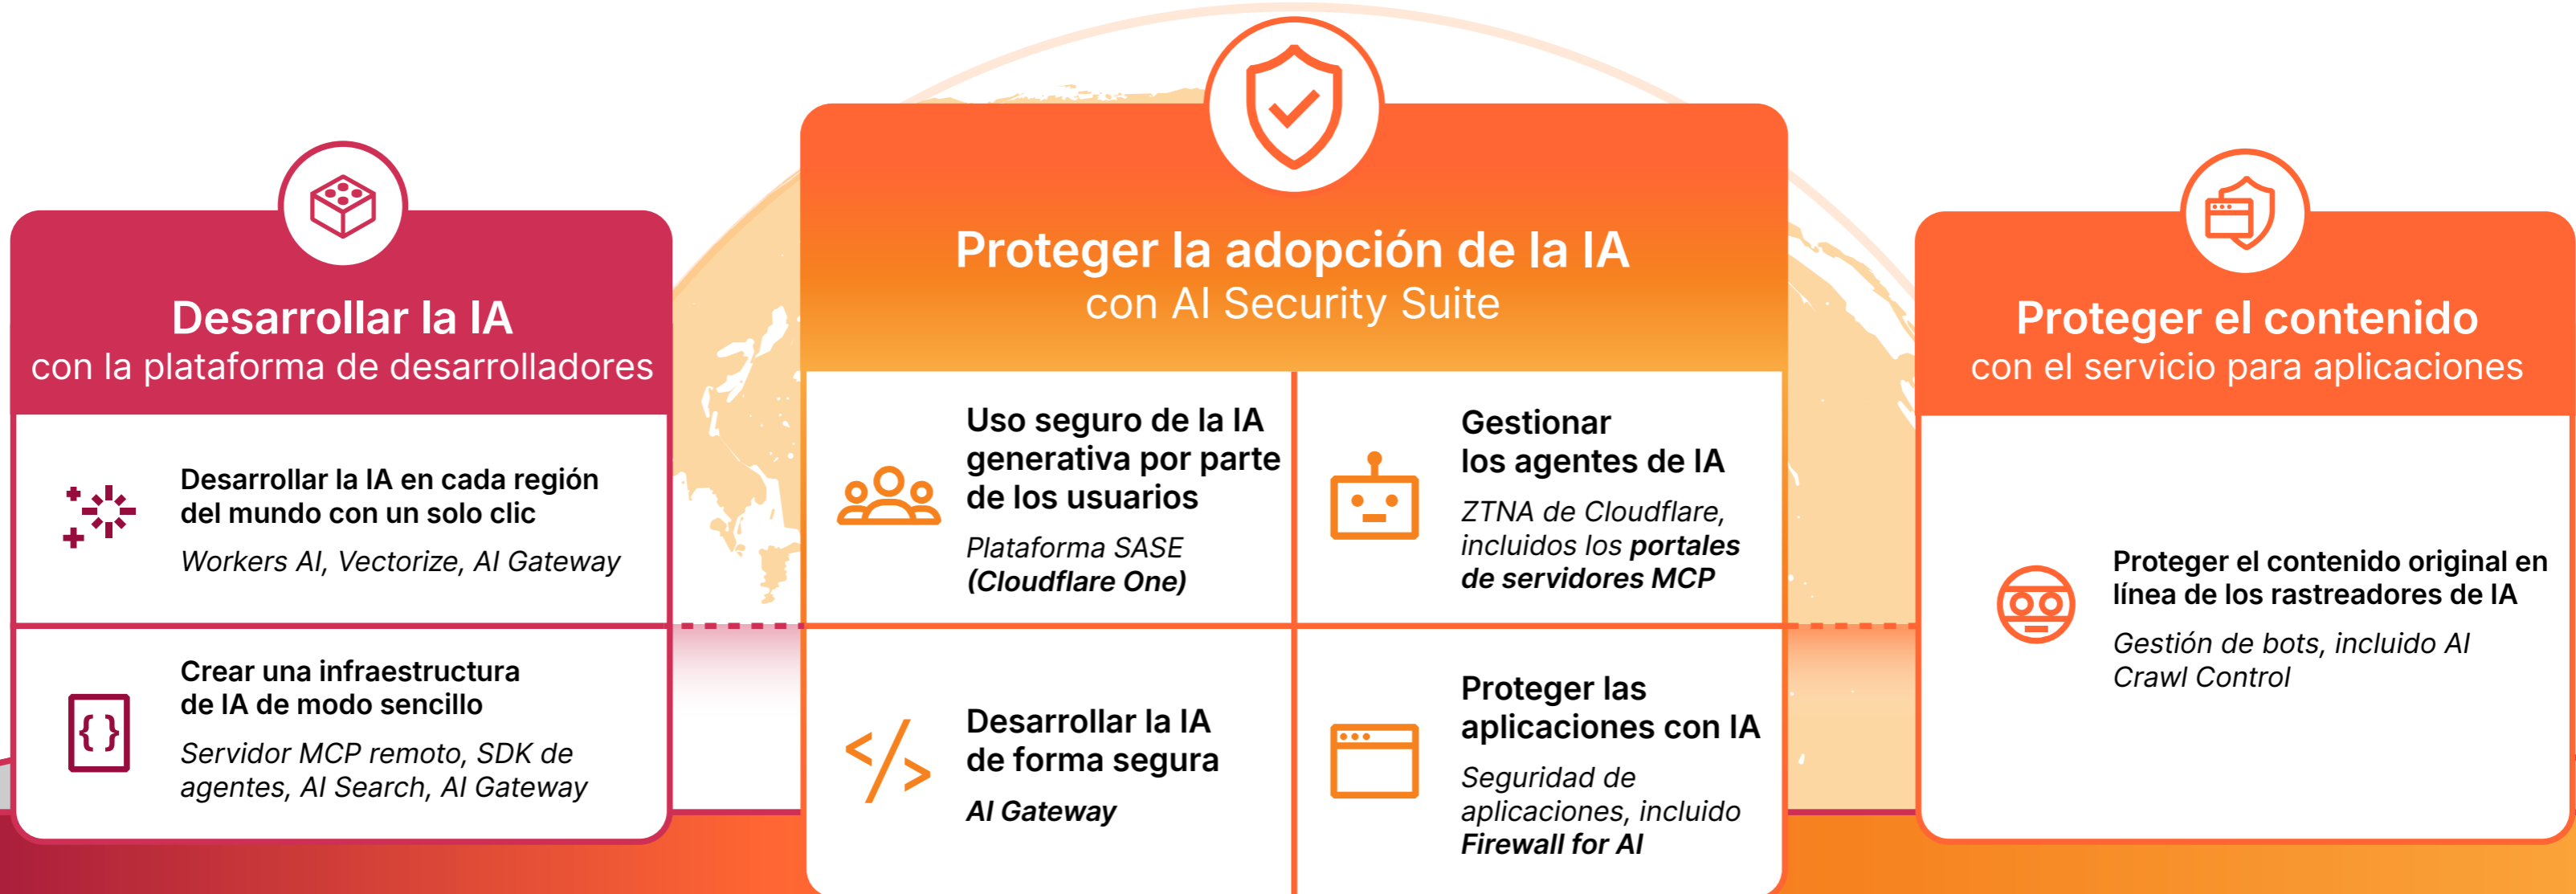 Desarrollar la IA
con la plataforma de desarrolladores
Desarrollar la IA en cada región
del mundo con un solo clic
Workers AI, Vectorize, AI Gateway
Crear una infraestructura
de IA de modo sencillo
Servidor MCP remoto, SDK de
agentes, AI Search, AI Gateway
Proteger la adopción de la IA
con AI Security Suite
Uso seguro de la IA
generativa por parte
de los usuarios
Plataforma SASE
(Cloudflare One)
Gestionar
los agentes de IA
ZTNA de Cloudflare,
incluidos los portales
de servidores MCP
Desarrollar la IA
de forma segura
AI Gateway
Proteger las
aplicaciones con IA
Seguridad de
aplicaciones, incluido
Firewall for AI
Proteger el contenido
con el servicio para aplicaciones
Proteger el contenido original en
línea de los rastreadores de IA
Gestión de bots, incluido AI
Crawl Control